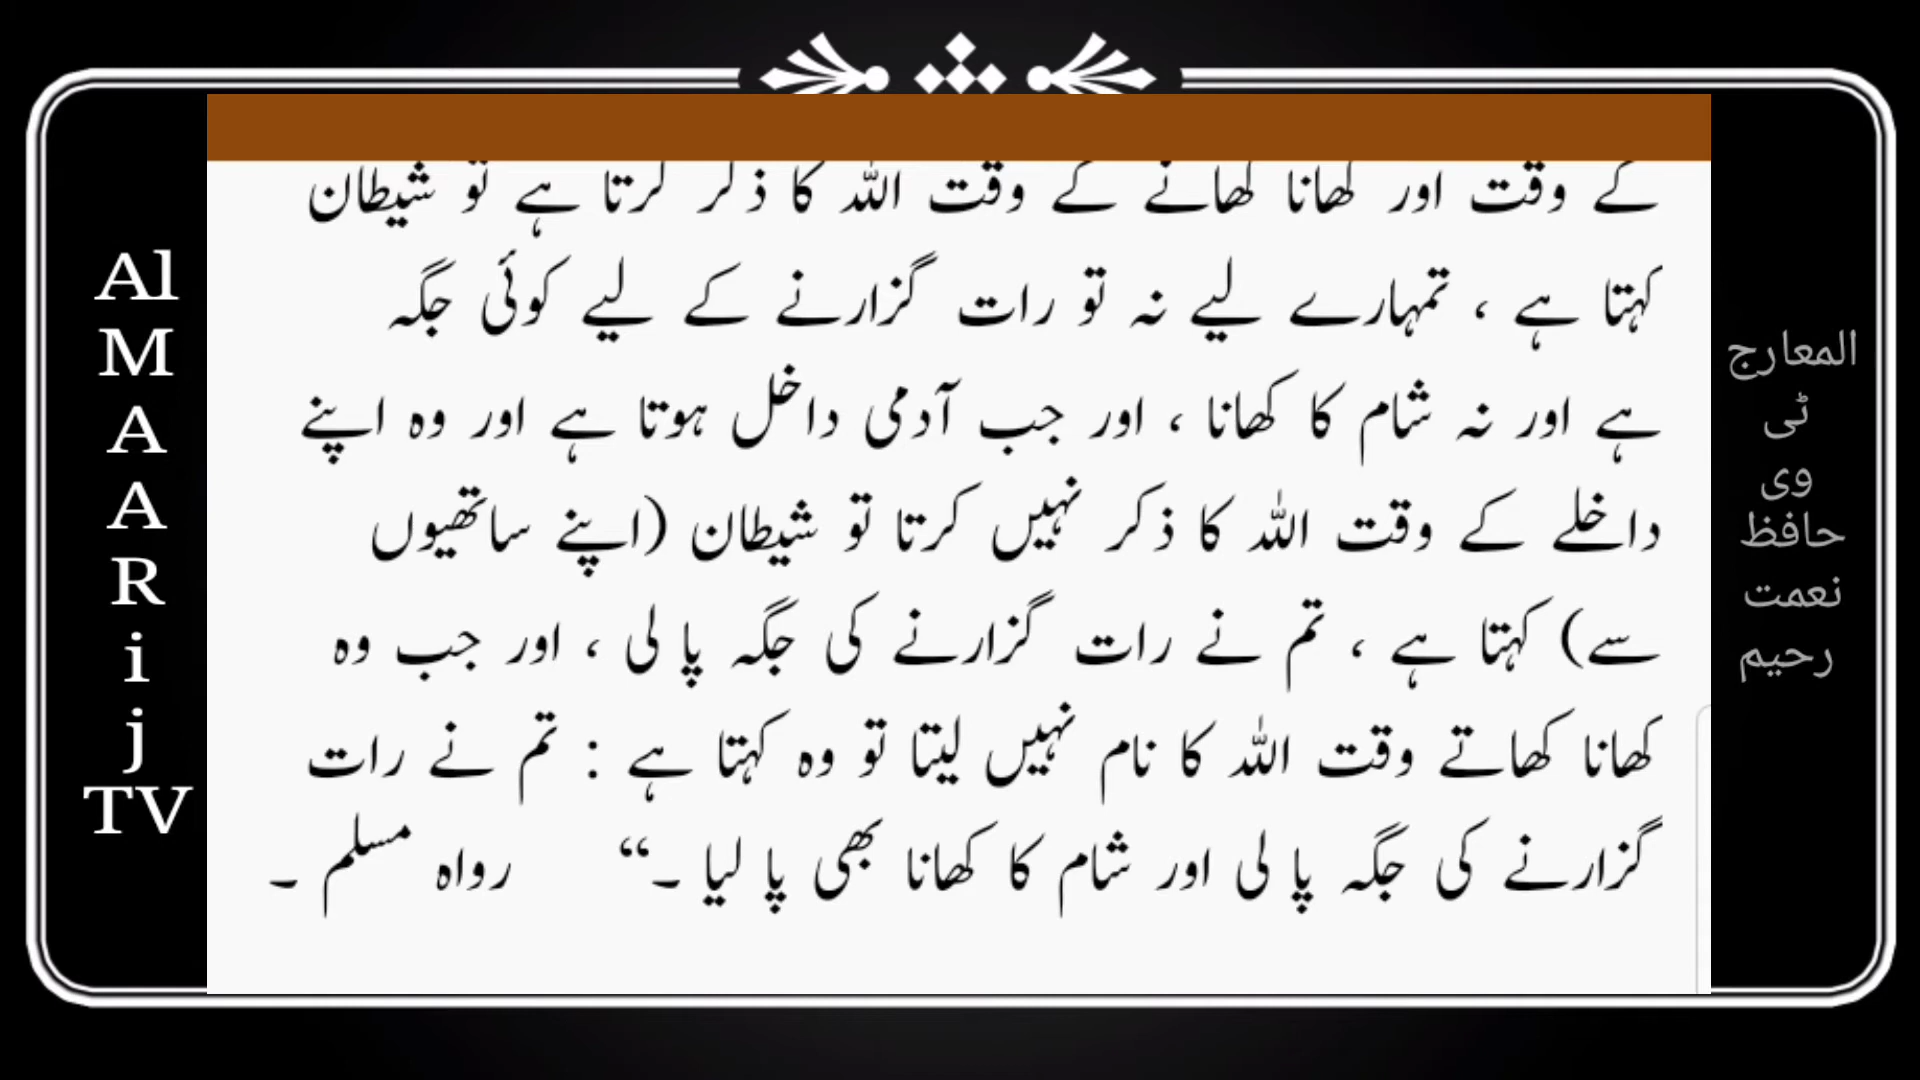 Al
M
A
A
R
i
j
TV
کے وقت اور کھانا کھانے کے وقت اللہ کا ذکر کرتا ہے تو شیطان
کہتا ہے ، تمہارے لیے نہ تو رات گزارنے کے لیے کوئی جگہ
ہے اور نہ شام کا کھانا ، اور جب آدمی داخل ہوتا ہے اور وہ اپنے
داخلے کے وقت اللہ کا ذکر نہیں کرتا تو شیطان (اپنے ساتھیوں
سے) کہتا ہے ، تم نے رات گزارنے کی جگہ پا لی ، اور جب وہ
کھانا کھاتے وقت اللہ کا نام نہیں لیتا تو وہ کہتا ہے : تم نے رات
گزارنے کی جگہ پا لی اور شام کا کھانا بھی پا لیا ۔‘‘ رواہ مسلم ۔
المعارج
ٹی
وی
حافظ
نعمت
رحیم